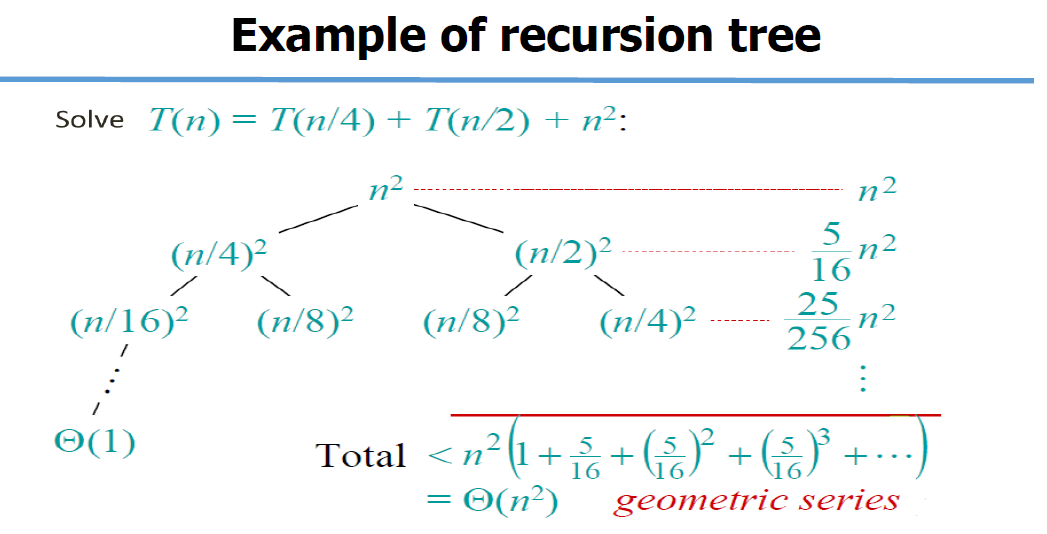 Example of recursion tree
Solve T(n) = T(n/4) + T(n/2) + n²:
n² n²
(n/4)² (n/2)² 5/16 n²
(n/16)² (n/8)² (n/8)² (n/4)² 25/256 n²
⋮ ⋮
Θ(1)
Total < n²(1 + 5/16 + (5/16)² + (5/16)³ + ⋯)
= Θ(n²) geometric series